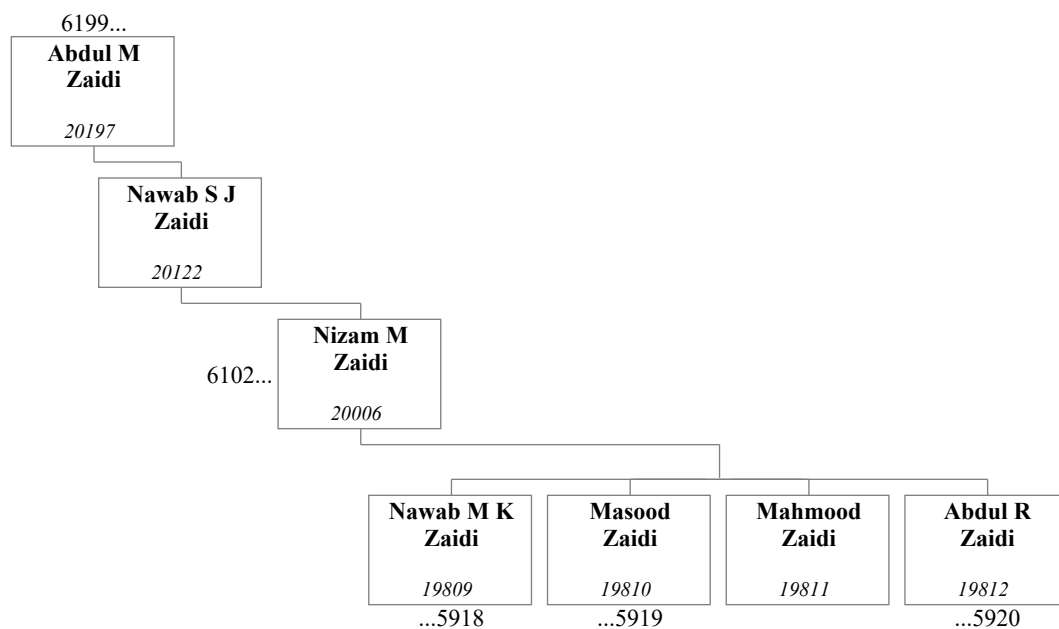 6199...
Abdul M
Zaidi
20197
Nawab S J
Zaidi
20122
Nizam M
Zaidi
6102...
20006
Nawab M K
Zaidi
19809
...5918
Masood
Zaidi
19810
...5919
Mahmood
Zaidi
19811
Abdul R
Zaidi
19812
...5920